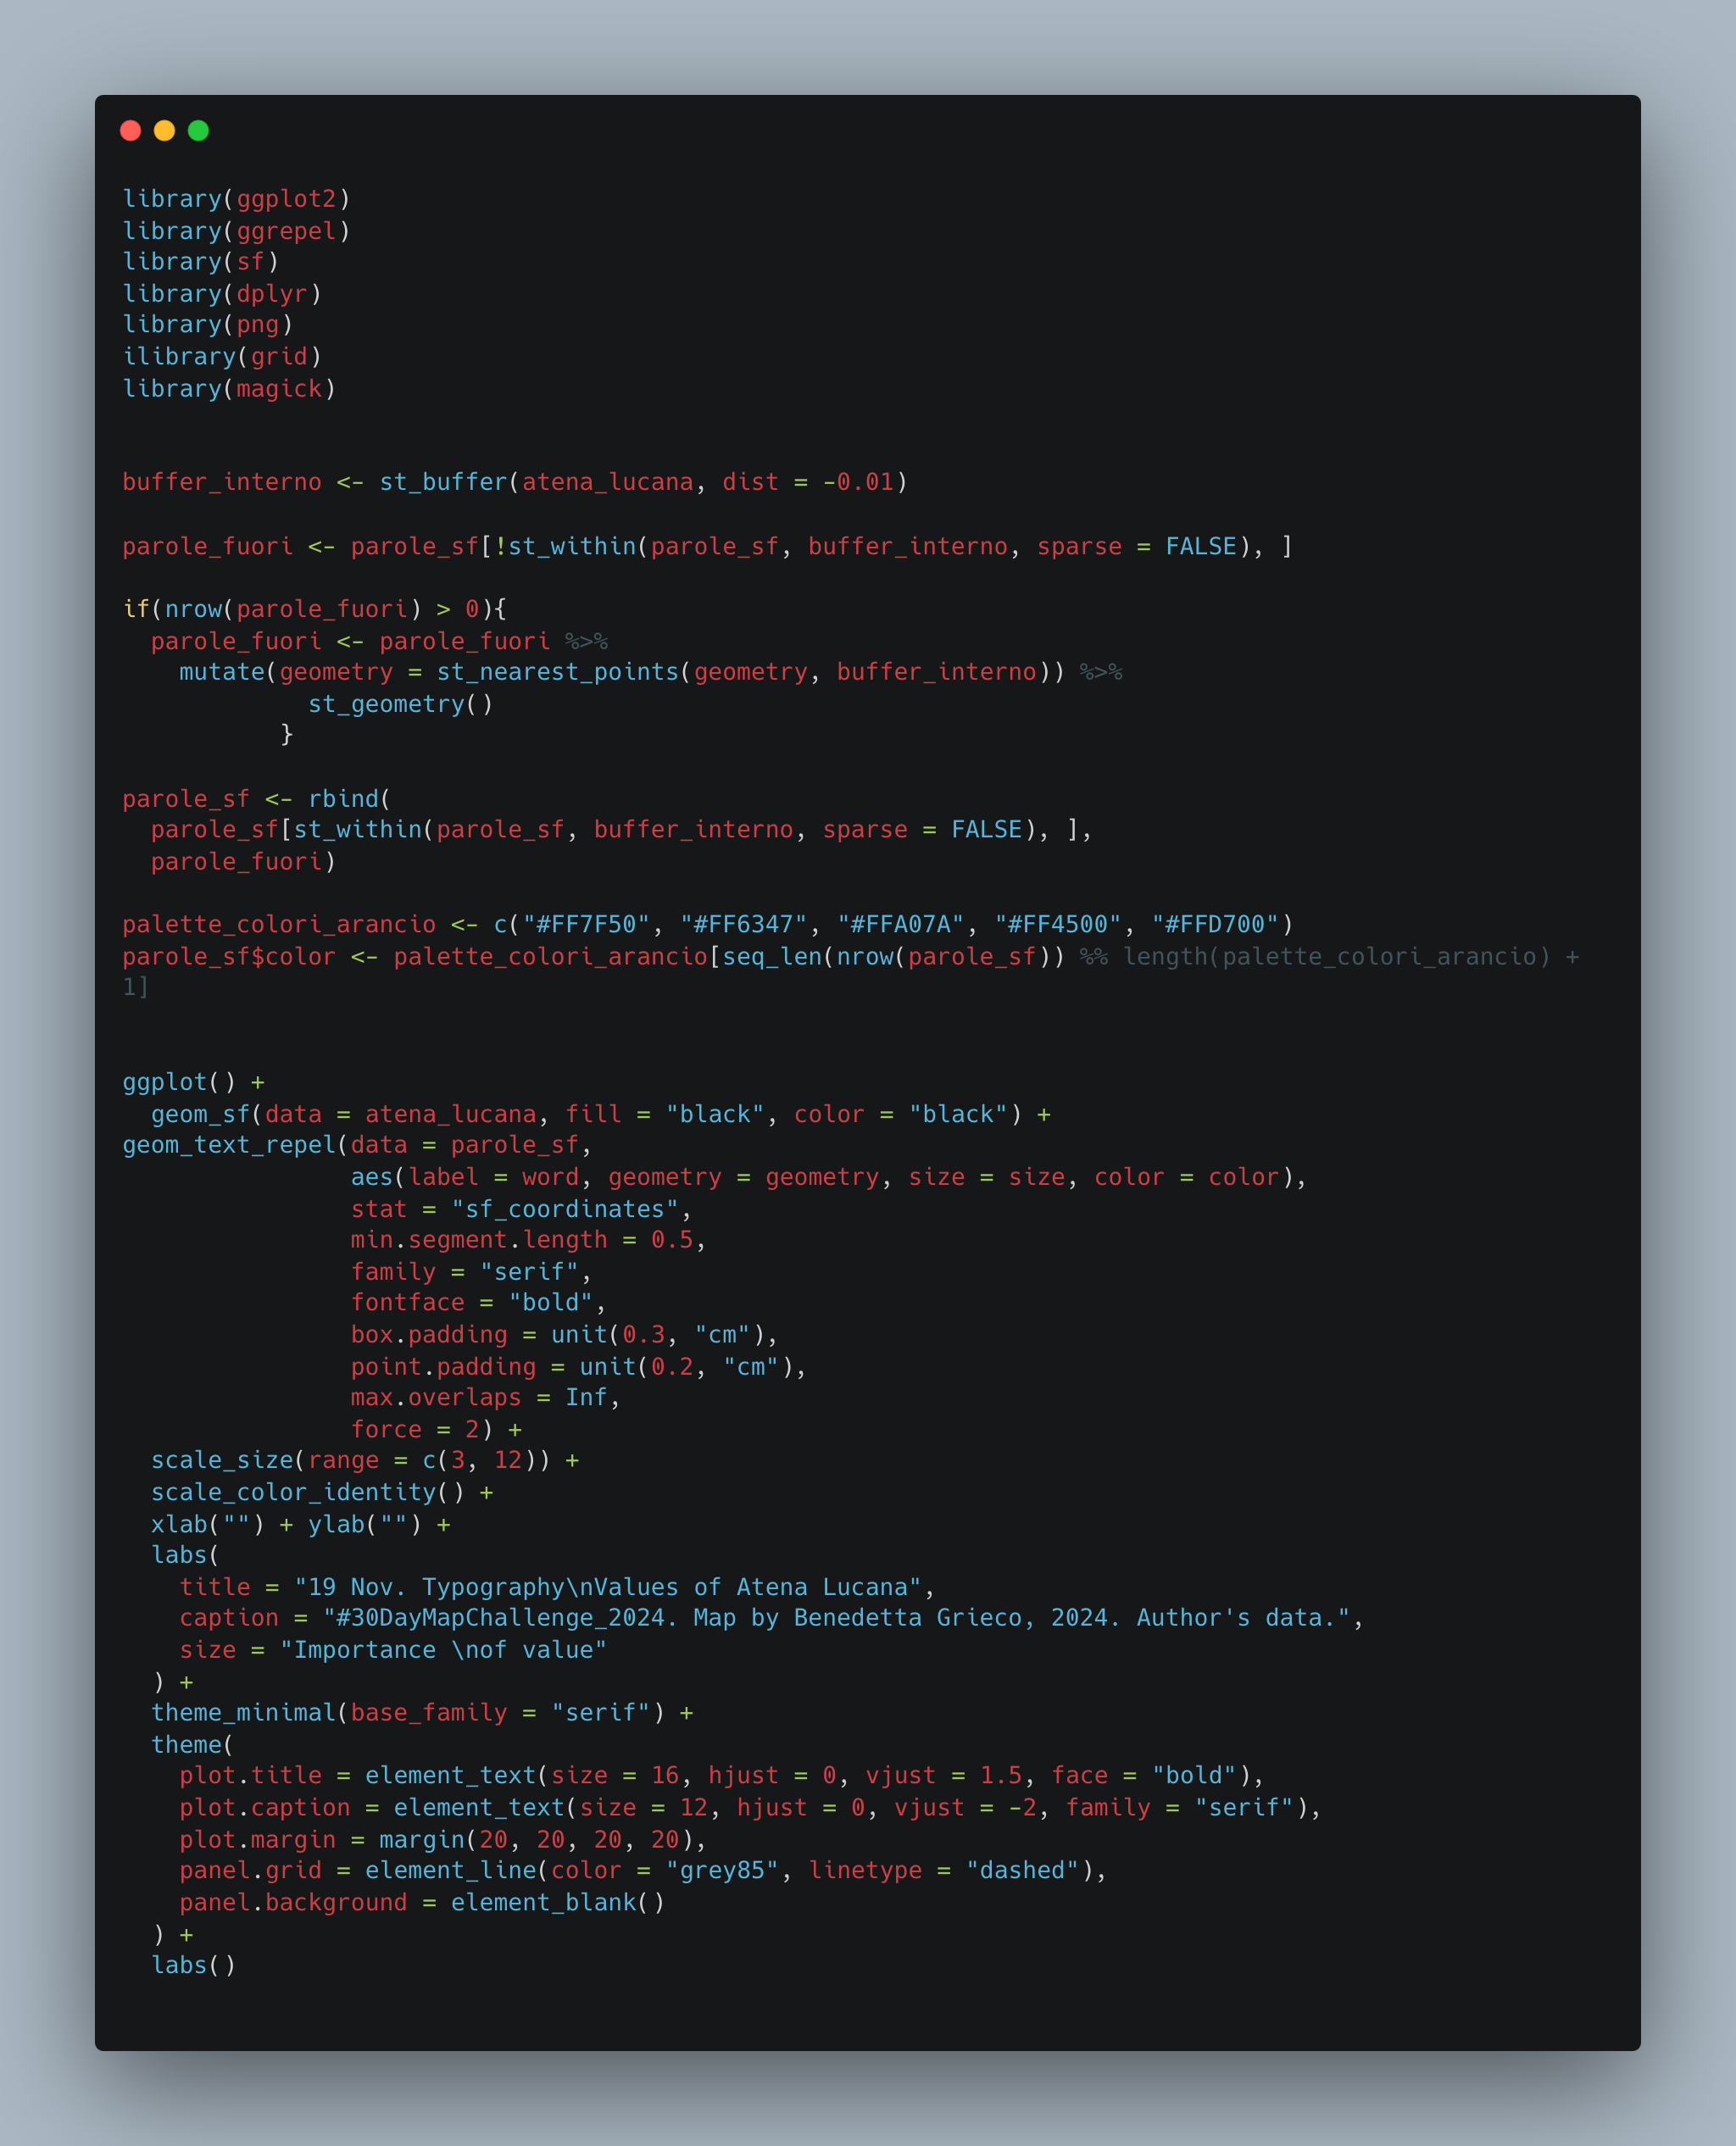 library(ggplot2)
library(ggrepel)
library(sf)
library(dplyr)
library(png)
ilibrary(grid)
library(magick)
buffer_interno <- st_buffer(atena_lucana, dist = -0.01)
parole_fuori <- parole_sf[!st_within(parole_sf, buffer_interno, sparse = FALSE), ]
if(nrow(parole_fuori) > 0){
  parole_fuori <- parole_fuori %>%
    mutate(geometry = st_nearest_points(geometry, buffer_interno)) %>%
             st_geometry()
           }
parole_sf <- rbind(
  parole_sf[st_within(parole_sf, buffer_interno, sparse = FALSE), ],
  parole_fuori)
palette_colori_arancio <- c("#FF7F50", "#FF6347", "#FFA07A", "#FF4500", "#FFD700")
parole_sf$color <- palette_colori_arancio[seq_len(nrow(parole_sf)) %% length(palette_colori_arancio) +
1]
ggplot() +
  geom_sf(data = atena_lucana, fill = "black", color = "black") +
geom_text_repel(data = parole_sf,
                aes(label = word, geometry = geometry, size = size, color = color),
                stat = "sf_coordinates",
                min.segment.length = 0.5,
                family = "serif",
                fontface = "bold",
                box.padding = unit(0.3, "cm"),
                point.padding = unit(0.2, "cm"),
                max.overlaps = Inf,
                force = 2) +
  scale_size(range = c(3, 12)) +
  scale_color_identity() +
  xlab("") + ylab("") +
  labs(
    title = "19 Nov. Typography\nValues of Atena Lucana",
    caption = "#30DayMapChallenge_2024. Map by Benedetta Grieco, 2024. Author's data.",
    size = "Importance \nof value"
  ) +
  theme_minimal(base_family = "serif") +
  theme(
    plot.title = element_text(size = 16, hjust = 0, vjust = 1.5, face = "bold"),
    plot.caption = element_text(size = 12, hjust = 0, vjust = -2, family = "serif"),
    plot.margin = margin(20, 20, 20, 20),
    panel.grid = element_line(color = "grey85", linetype = "dashed"),
    panel.background = element_blank()
  ) +
  labs()